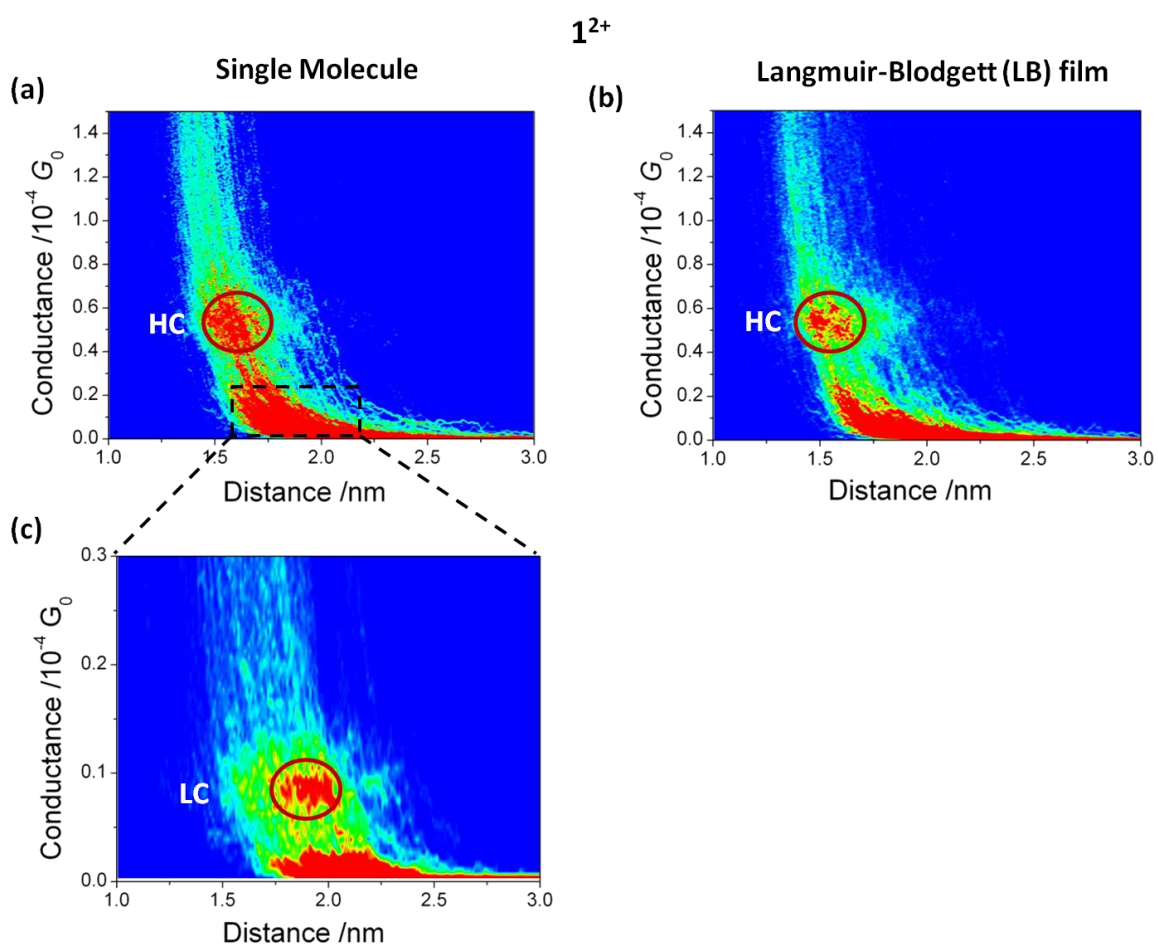 1²⁺
Single Molecule
Langmuir-Blodgett (LB) film
(a)
(b)
Conductance /10⁻⁴ G₀
1.4
1.2
1.0
0.8
0.6
0.4
0.2
0.0
HC
1.0 1.5 2.0 2.5 3.0
Distance /nm
Conductance /10⁻⁴ G₀
1.4
1.2
1.0
0.8
0.6
0.4
0.2
0.0
HC
1.0 1.5 2.0 2.5 3.0
Distance /nm
(c)
Conductance /10⁻⁴ G₀
0.3
0.2
0.1
0.0
LC
1.0 1.5 2.0 2.5 3.0
Distance /nm